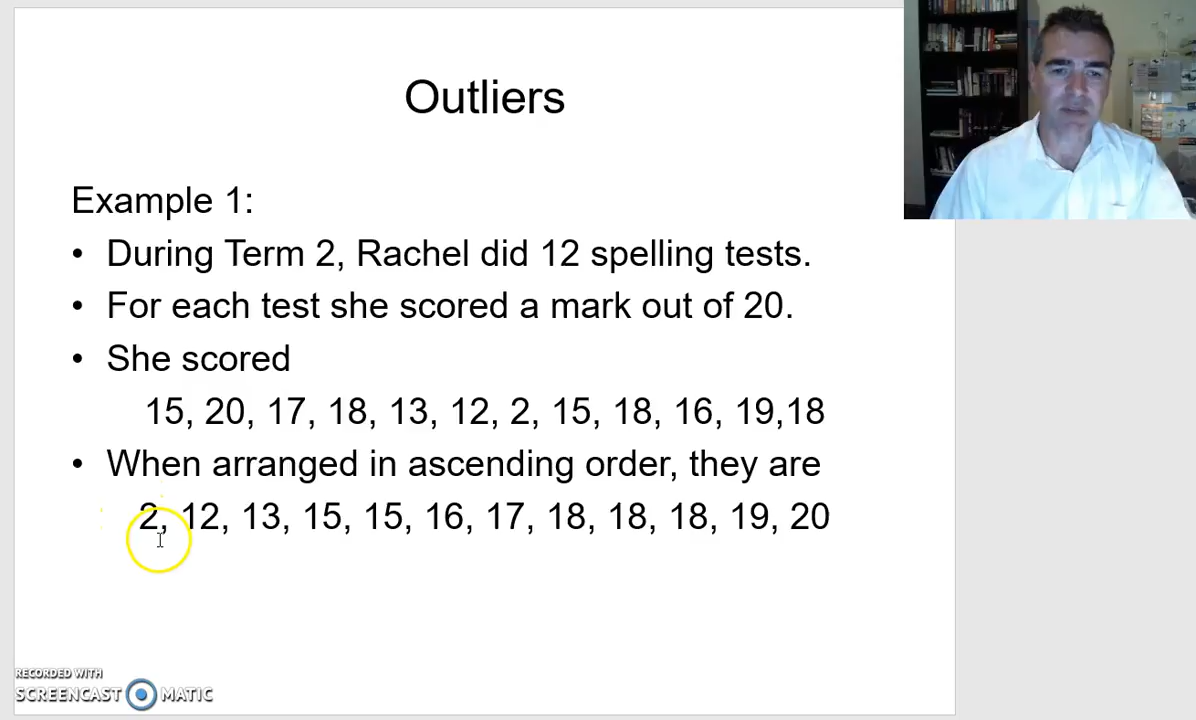 Outliers
Example 1:
• During Term 2, Rachel did 12 spelling tests.
• For each test she scored a mark out of 20.
• She scored
15, 20, 17, 18, 13, 12, 2, 15, 18, 16, 19,18
• When arranged in ascending order, they are
2, 12, 13, 15, 15, 16, 17, 18, 18, 18, 19, 20
RECORDED WITH
SCREENCAST MATIC